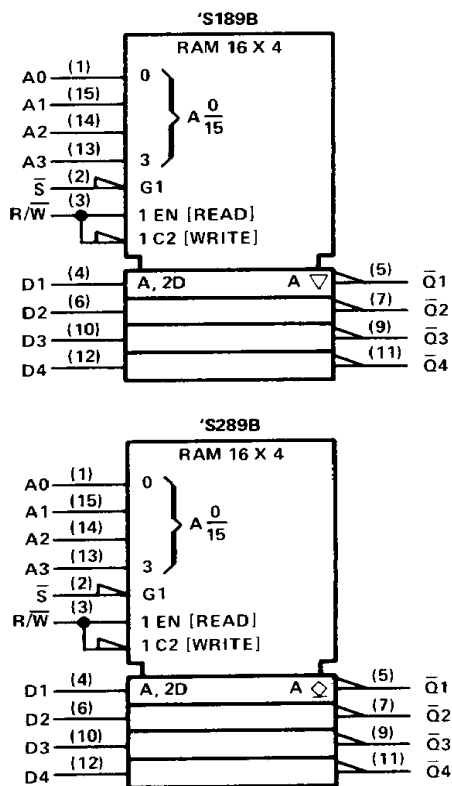 'S189B
RAM 16 X 4
A0 (1) 0
A1 (15)
A2 (14) A 0/15
A3 (13) 3
S̅ (2) G1
R/W̅ (3) 1 EN [READ]
1 C2 [WRITE]
D1 (4) A, 2D A ▽ (5) Q̅1
D2 (6) (7) Q̅2
D3 (10) (9) Q̅3
D4 (12) (11) Q̅4
'S289B
RAM 16 X 4
A0 (1) 0
A1 (15)
A2 (14) A 0/15
A3 (13) 3
S̅ (2) G1
R/W̅ (3) 1 EN [READ]
1 C2 [WRITE]
D1 (4) A, 2D A ◇ (5) Q̅1
D2 (6) (7) Q̅2
D3 (10) (9) Q̅3
D4 (12) (11) Q̅4